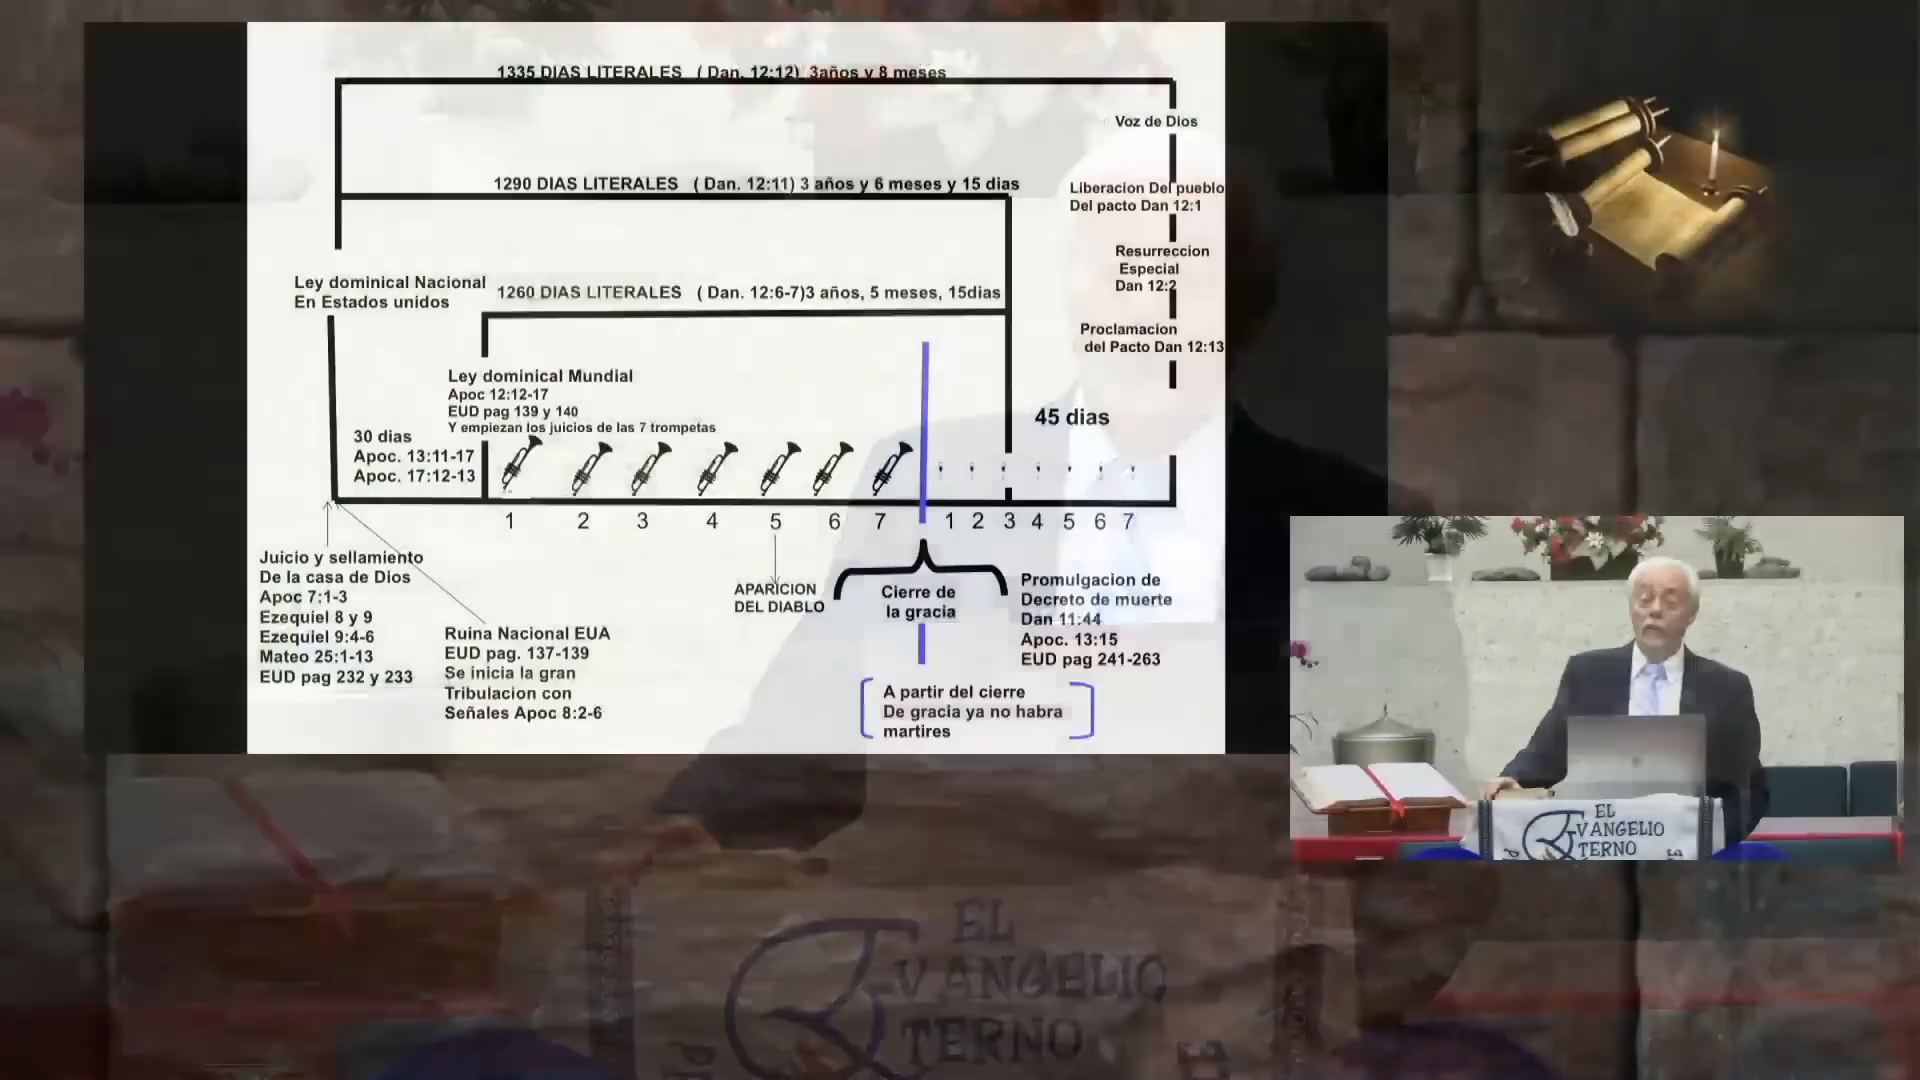 1335 DIAS LITERALES ( Dan. 12:12) 3años y 8 meses
Voz de Dios
1290 DIAS LITERALES ( Dan. 12:11) 3 años y 6 meses y 15 dias
Liberacion Del pueblo
Del pacto Dan 12:1
Resurreccion
Especial
Dan 12:2
Ley dominical Nacional
En Estados unidos
1260 DIAS LITERALES ( Dan. 12:6-7)3 años, 5 meses, 15dias
Proclamacion
del Pacto Dan 12:13
Ley dominical Mundial
Apoc 12:12-17
EUD pag 139 y 140
Y empiezan los juicios de las 7 trompetas
45 dias
30 dias
Apoc. 13:11-17
Apoc. 17:12-13
1 2 3 4 5 6 7 1 2 3 4 5 6 7
Juicio y sellamiento
De la casa de Dios
Apoc 7:1-3
Ezequiel 8 y 9
Ezequiel 9:4-6
Mateo 25:1-13
EUD pag 232 y 233
Ruina Nacional EUA
EUD pag. 137-139
Se inicia la gran
Tribulacion con
Señales Apoc 8:2-6
APARICION
DEL DIABLO
Cierre de
la gracia
Promulgacion de
Decreto de muerte
Dan 11:44
Apoc. 13:15
EUD pag 241-263
A partir del cierre
De gracia ya no habra
martires
EL
EVANGELIO
ETERNO
EL
EVANGELIO
ETERNO